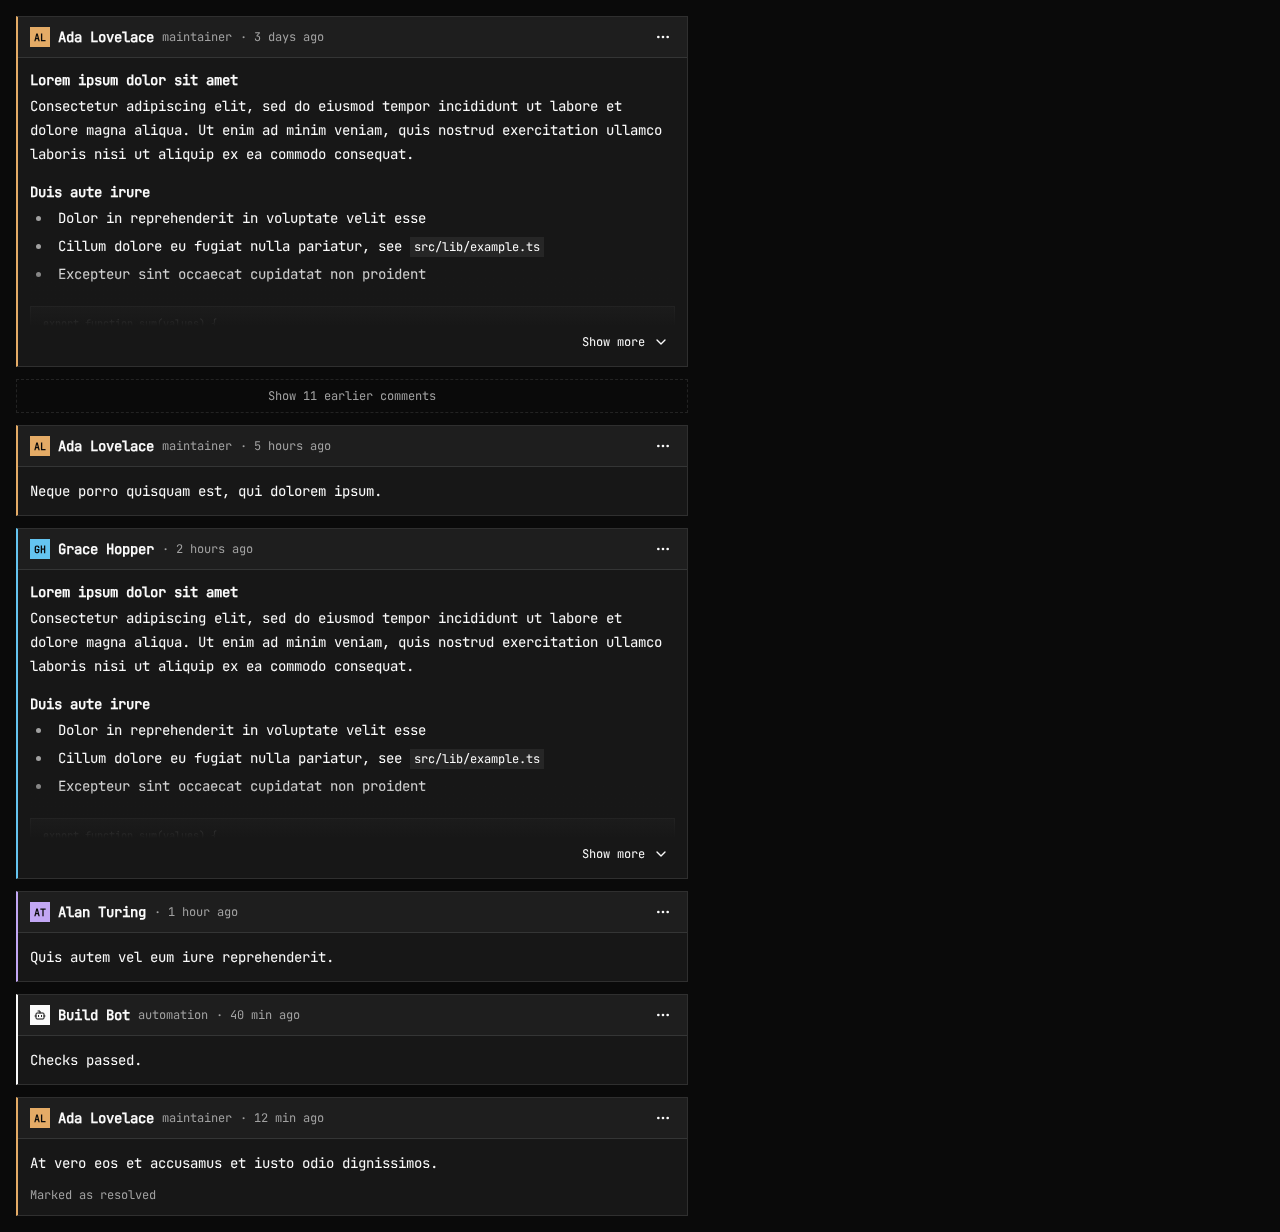 AL Ada Lovelace maintainer · 3 days ago
Lorem ipsum dolor sit amet
Consectetur adipiscing elit, sed do eiusmod tempor incididunt ut labore et
dolore magna aliqua. Ut enim ad minim veniam, quis nostrud exercitation ullamco
laboris nisi ut aliquip ex ea commodo consequat.
Duis aute irure
Dolor in reprehenderit in voluptate velit esse
Cillum dolore eu fugiat nulla pariatur, see src/lib/example.ts
Excepteur sint occaecat cupidatat non proident
Show more
Show 11 earlier comments
AL Ada Lovelace maintainer · 5 hours ago
Neque porro quisquam est, qui dolorem ipsum.
GH Grace Hopper · 2 hours ago
Lorem ipsum dolor sit amet
Consectetur adipiscing elit, sed do eiusmod tempor incididunt ut labore et
dolore magna aliqua. Ut enim ad minim veniam, quis nostrud exercitation ullamco
laboris nisi ut aliquip ex ea commodo consequat.
Duis aute irure
Dolor in reprehenderit in voluptate velit esse
Cillum dolore eu fugiat nulla pariatur, see src/lib/example.ts
Excepteur sint occaecat cupidatat non proident
Show more
AT Alan Turing · 1 hour ago
Quis autem vel eum iure reprehenderit.
Build Bot automation · 40 min ago
Checks passed.
AL Ada Lovelace maintainer · 12 min ago
At vero eos et accusamus et iusto odio dignissimos.
Marked as resolved